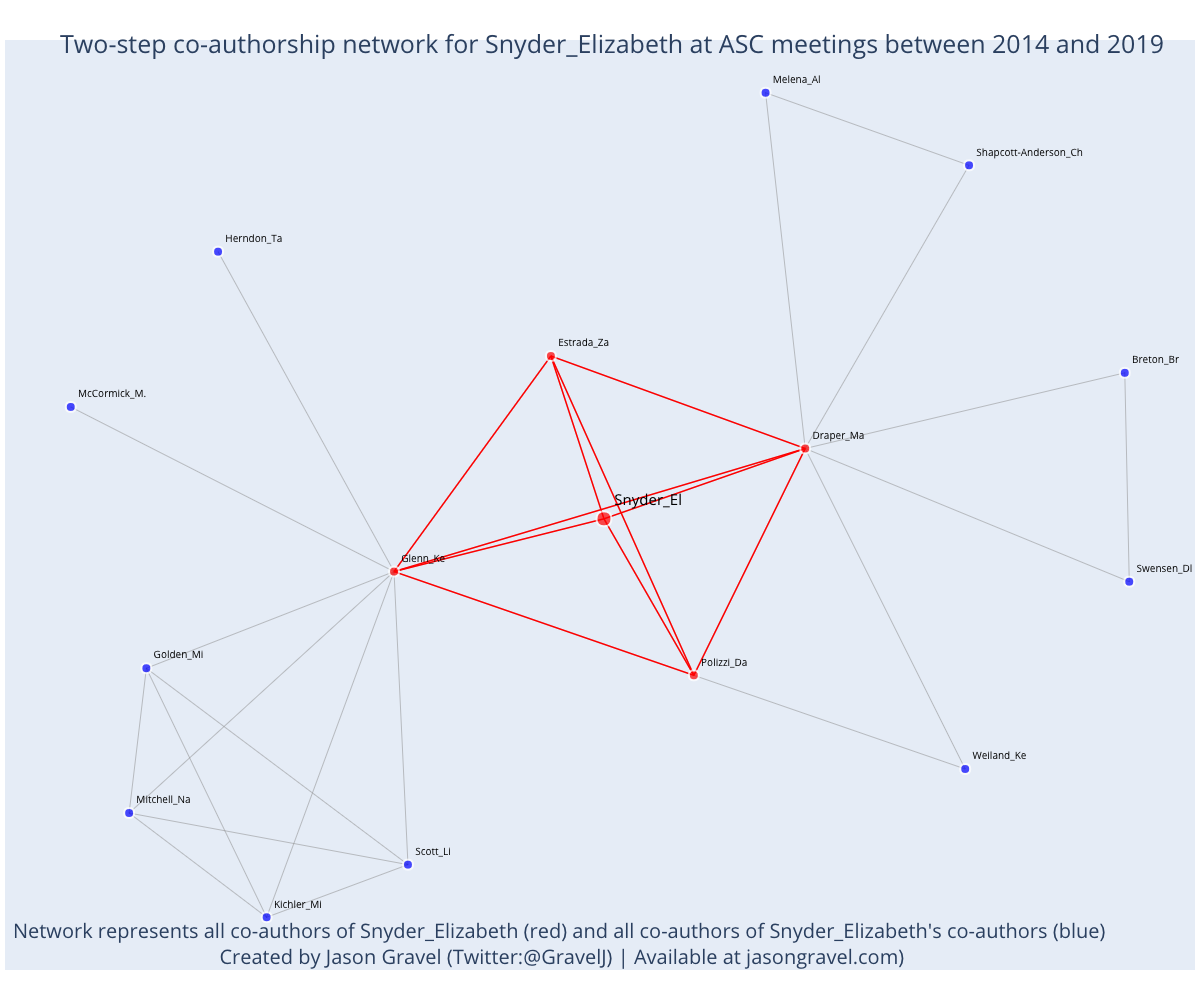 Two-step co-authorship network for Snyder_Elizabeth at ASC meetings between 2014 and 2019
Melena_Al
Shapcott-Anderson_Ch
Herndon_Ta
Estrada_Za
Breton_Br
McCormick_M.
Draper_Ma
Snyder_El
Glenn_Ke
Swensen_Dl
Golden_Mi
Polizzi_Da
Weiland_Ke
Mitchell_Na
Scott_Li
Kichler_Mi
Network represents all co-authors of Snyder_Elizabeth (red) and all co-authors of Snyder_Elizabeth's co-authors (blue)
Created by Jason Gravel (Twitter:@GravelJ) | Available at jasongravel.com)